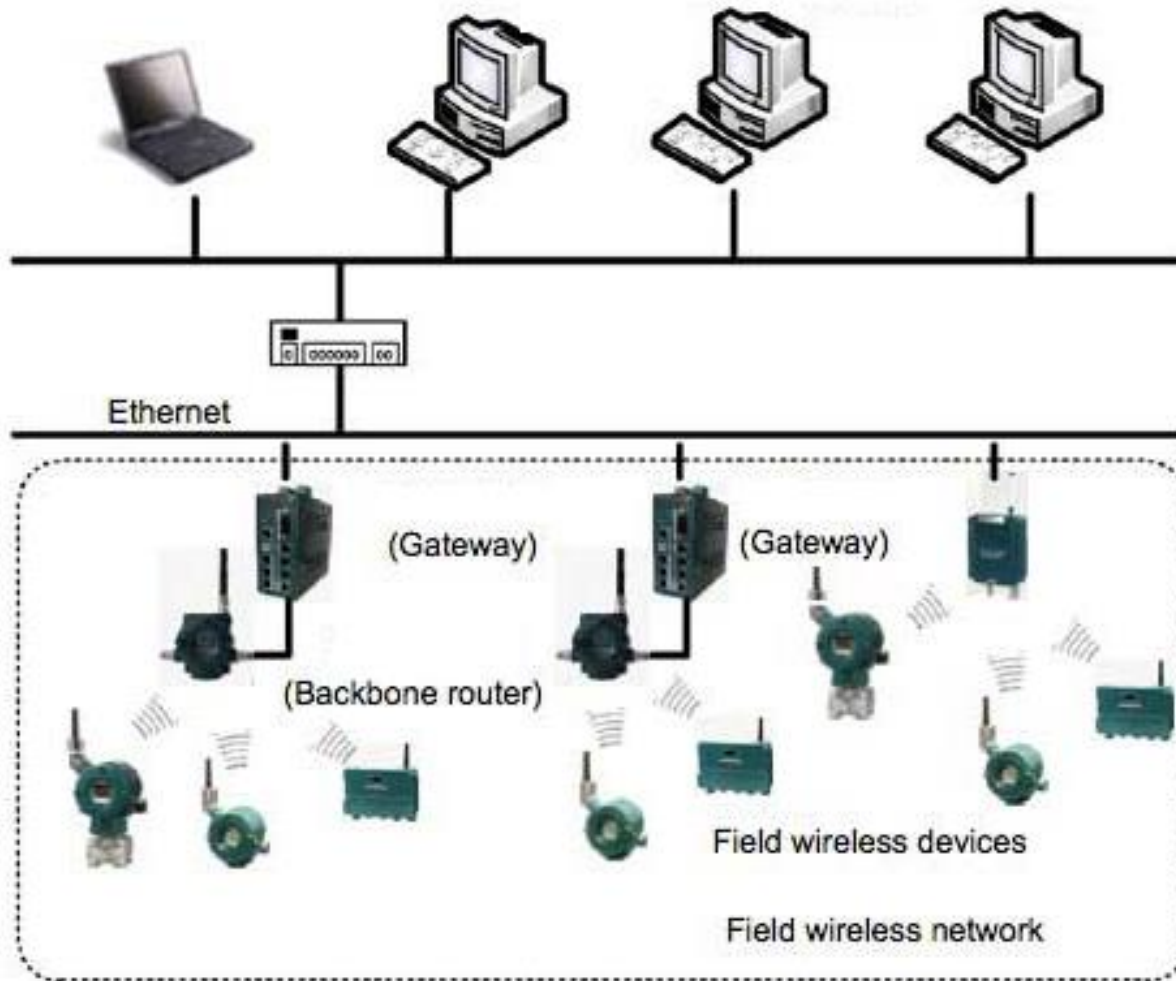 Ethernet
(Gateway)
(Gateway)
(Backbone router)
Field wireless devices
Field wireless network